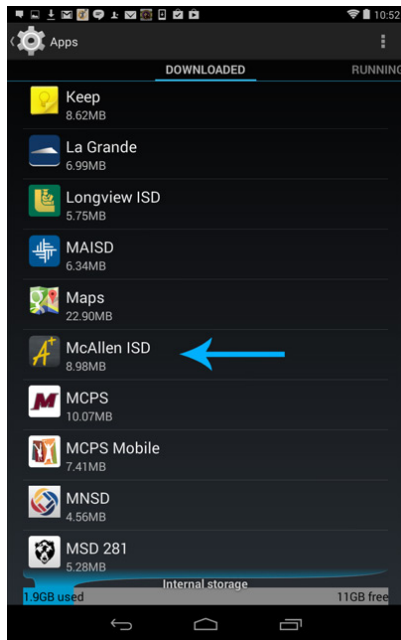 10:52
Apps
DOWNLOADED RUNNING
Keep
8.62MB
La Grande
6.99MB
Longview ISD
5.75MB
MAISD
6.34MB
Maps
22.90MB
A+ McAllen ISD
8.98MB
M MCPS
10.07MB
MCPS Mobile
7.41MB
MNSD
4.56MB
MSD 281
5.28MB
Internal storage
1.9GB used 11GB free